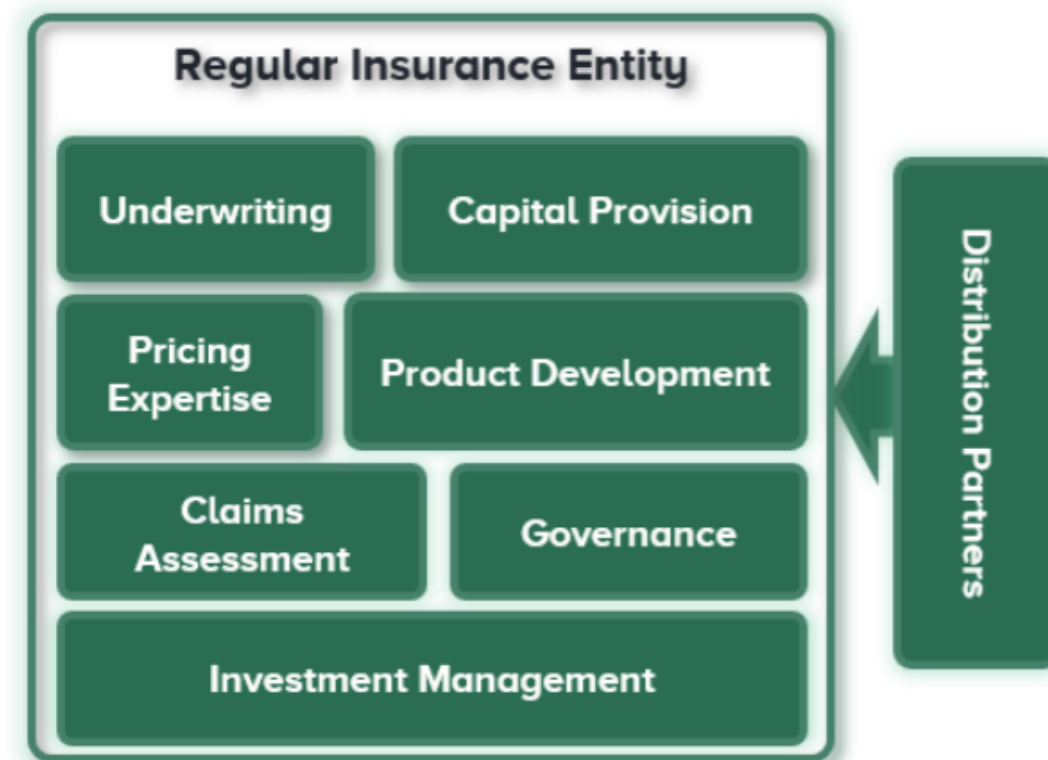 Regular Insurance Entity
Underwriting
Capital Provision
Pricing
Expertise
Product Development
Claims
Assessment
Governance
Investment Management
Distribution Partners